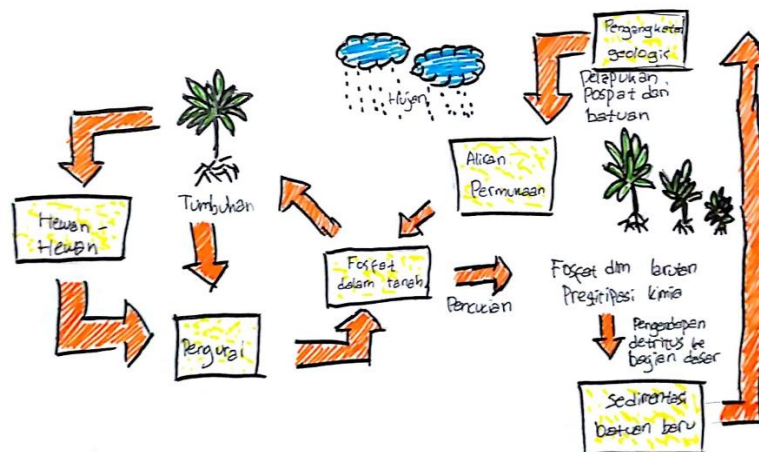 Pengangkatan
geologis
Pelapukan
Pospat dari
batuan
Hujan
Aliran
Permukaan
Tumbuhan
Hewan -
Hewan
Fosfat
dalam tanah
Pencucian
Fosfat dlm larutan
Pregitipasi kimia
Pengendapan
detritus ke
bagian dasar
Pengurai
Sedimentasi
batuan baru